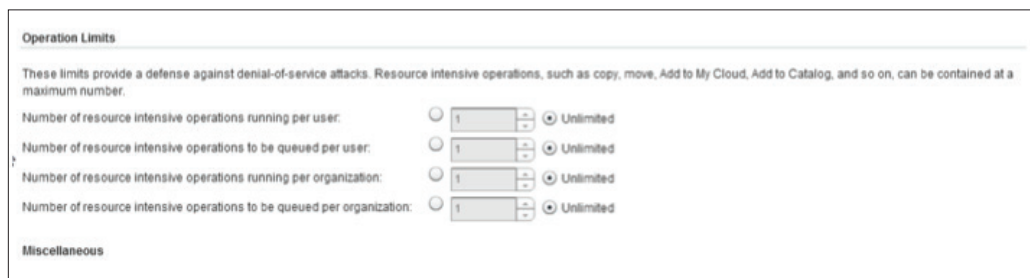 Operation Limits
These limits provide a defense against denial-of-service attacks. Resource intensive operations, such as copy, move, Add to My Cloud, Add to Catalog, and so on, can be contained at a
maximum number.
Number of resource intensive operations running per user: 1 Unlimited
Number of resource intensive operations to be queued per user: 1 Unlimited
Number of resource intensive operations running per organization: 1 Unlimited
Number of resource intensive operations to be queued per organization: 1 Unlimited
Miscellaneous